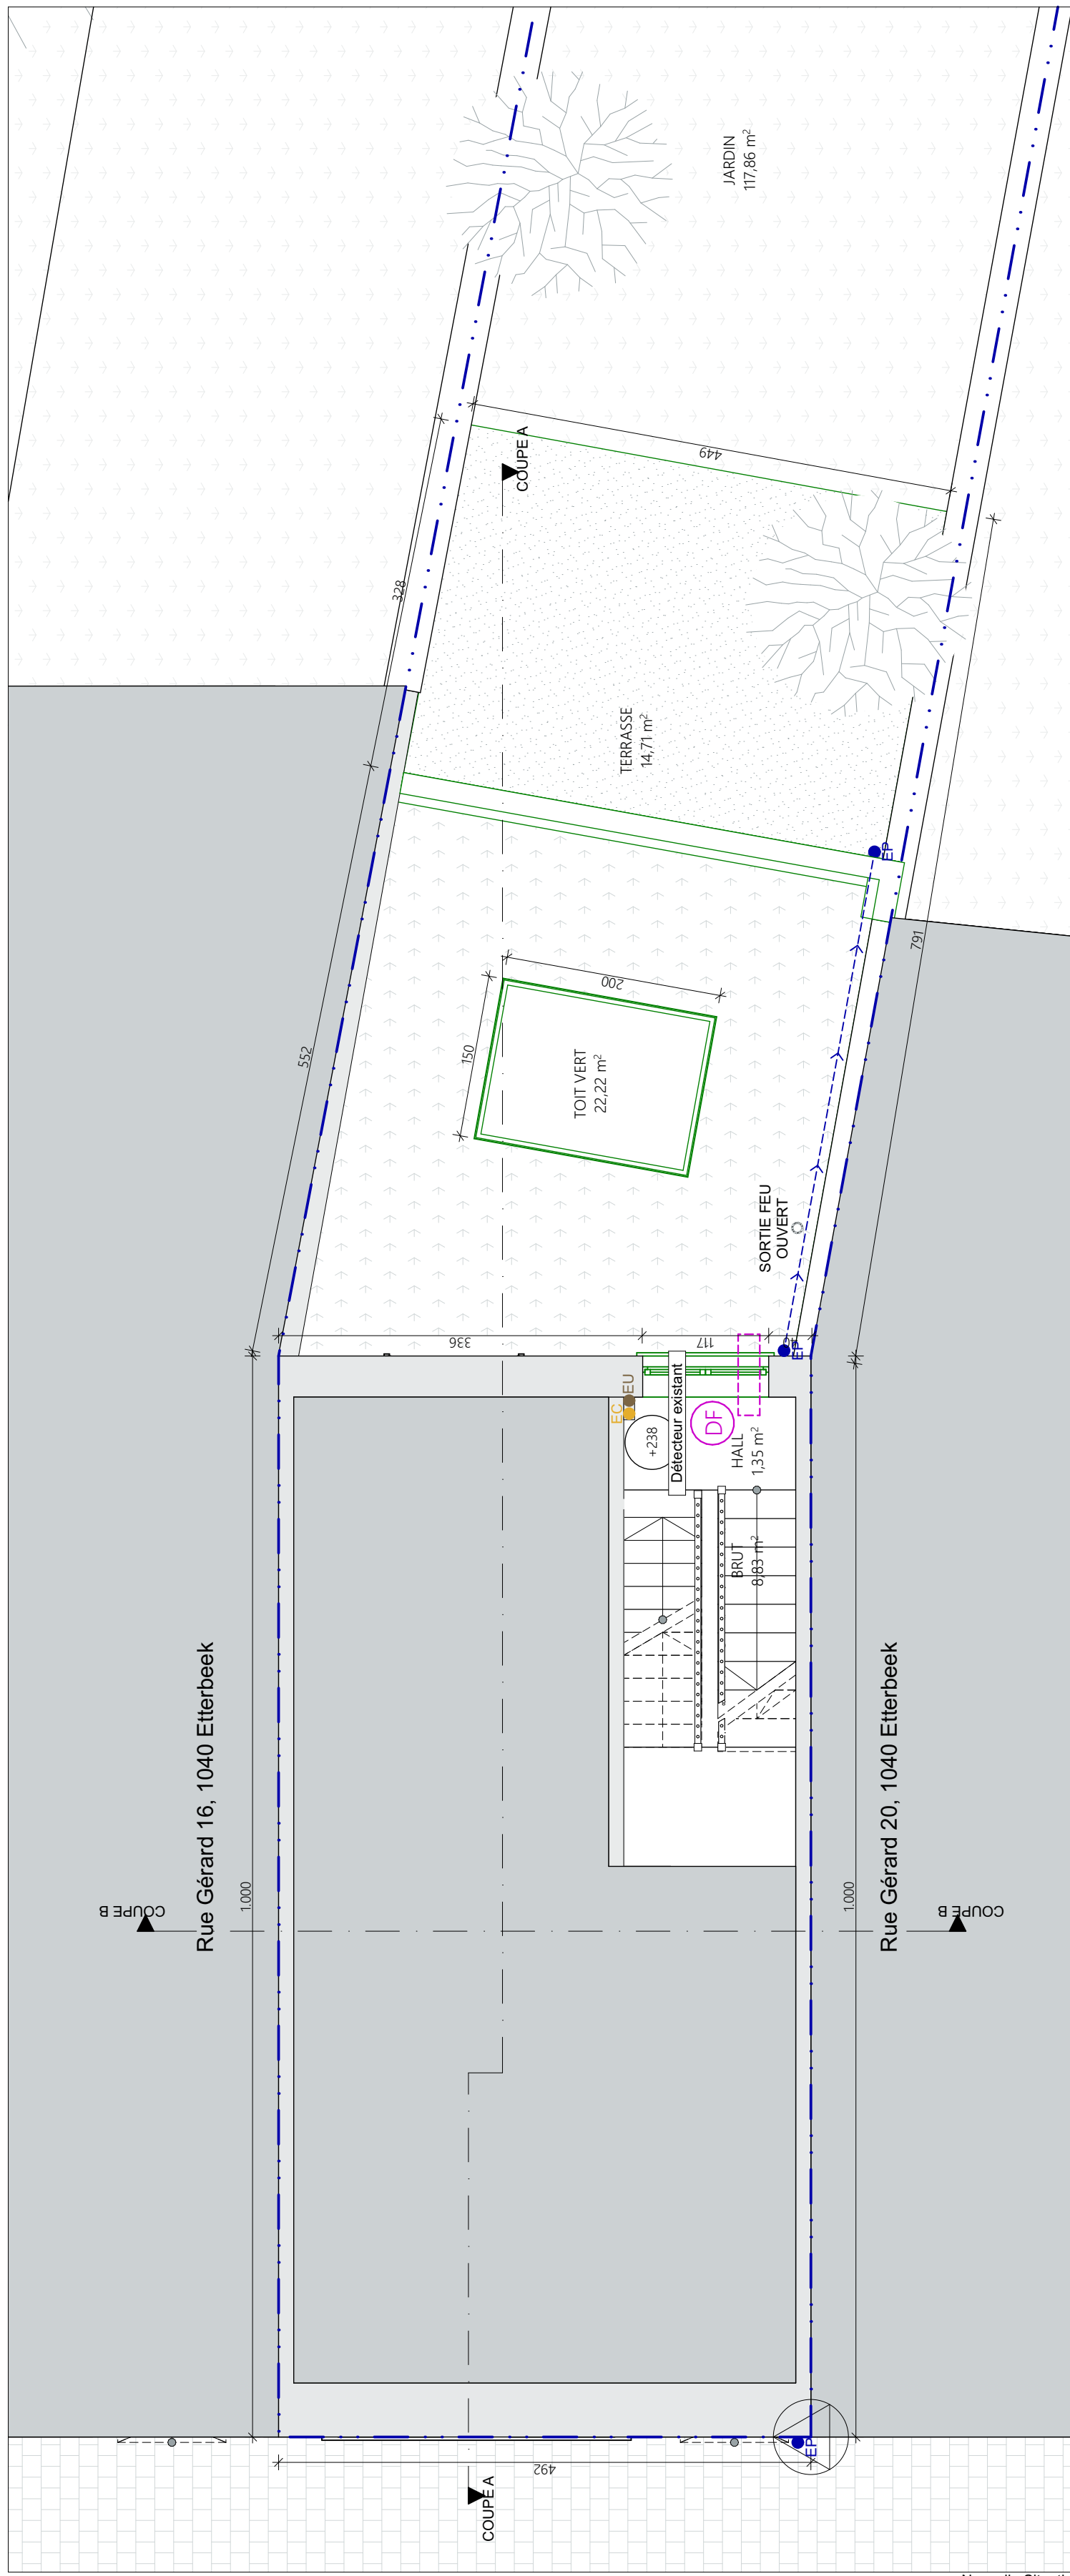 JARDIN
117,86 m²
449
COUPE A
328
TERRASSE
14,71 m²
EP
791
200
150
552
TOIT VERT
22,22 m²
SORTIE FEU
OUVERT
336
117
EP
EU
EC
+238
Détecteur existant
DF
HALL
1,35 m²
BRUT
8,83 m²
Rue Gérard 16, 1040 Etterbeek
Rue Gérard 20, 1040 Etterbeek
COUPE B
1.000
1.000
COUPE B
EP
492
COUPE A